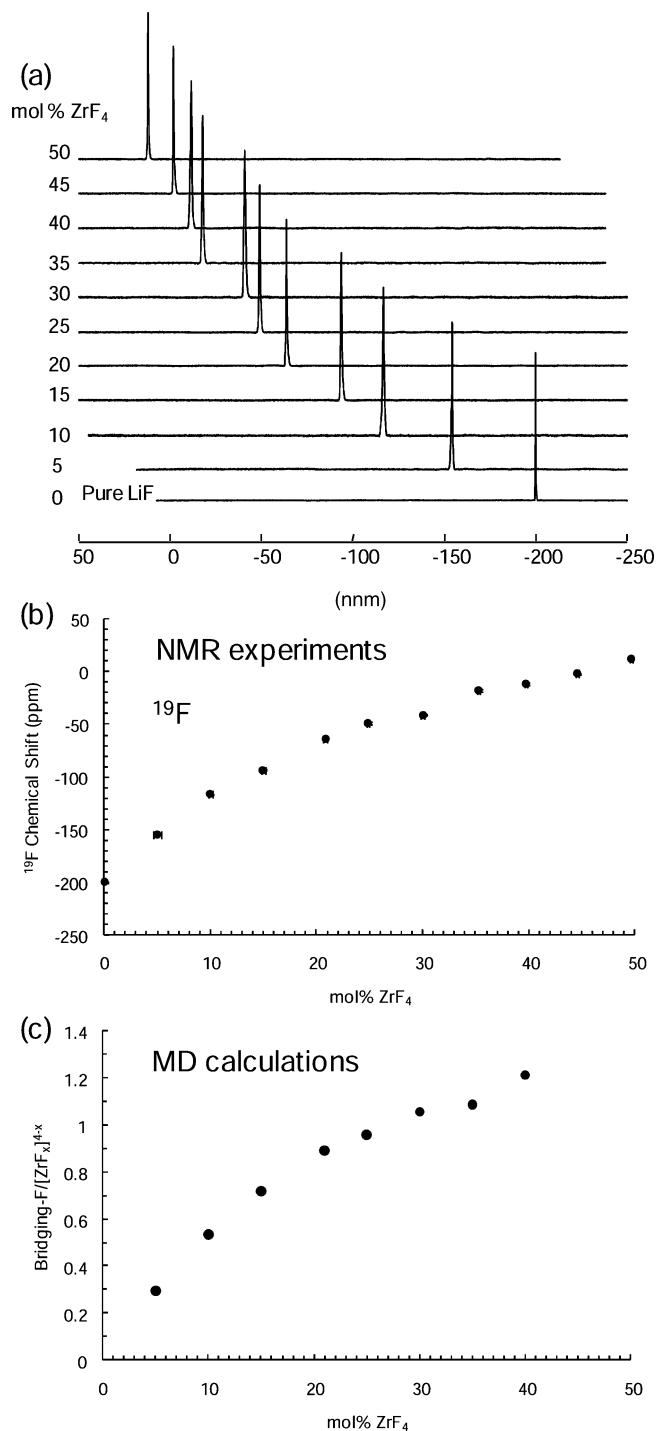 (a)
mol% ZrF4
50
45
40
35
30
25
20
15
10
5
0 Pure LiF
50 0 -50 -100 -150 -200 -250
(nnm)
(b)
NMR experiments
19F
19F Chemical Shift (ppm)
50
0
-50
-100
-150
-200
-250
0 10 20 30 40 50
mol% ZrF4
(c)
MD calculations
Bridging-F/[ZrFx]4-x
1.4
1.2
1
0.8
0.6
0.4
0.2
0
0 10 20 30 40 50
mol% ZrF4